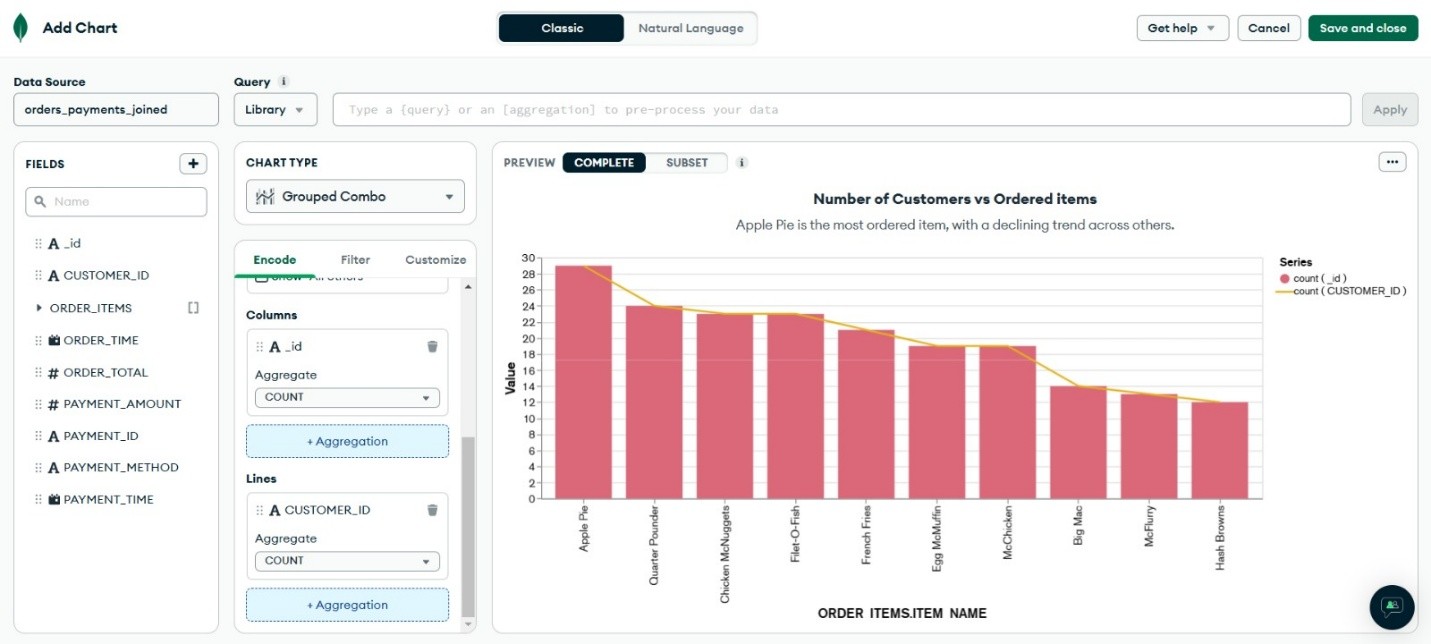 Add Chart
Classic
Natural Language
Get help
Cancel
Save and close
Data Source
Query i
orders_payments_joined
Library
Type a {query} or an [aggregation] to pre-process your data
Apply
FIELDS
+
Name
A _id
A CUSTOMER_ID
ORDER_ITEMS []
ORDER_TIME
# ORDER_TOTAL
# PAYMENT_AMOUNT
A PAYMENT_ID
A PAYMENT_METHOD
PAYMENT_TIME
CHART TYPE
Grouped Combo
Encode
Filter
Customize
Columns
A _id
Aggregate
COUNT
+ Aggregation
Lines
A CUSTOMER_ID
Aggregate
COUNT
+ Aggregation
PREVIEW
COMPLETE
SUBSET
i
Number of Customers vs Ordered items
Apple Pie is the most ordered item, with a declining trend across others.
Value
30
28
26
24
22
20
18
16
14
12
10
8
6
4
2
0
Apple Pie
Quarter Pounder
Chicken McNuggets
Filet-O-Fish
French Fries
Egg McMuffin
McChicken
Big Mac
McFlurry
Hash Browns
ORDER_ITEMS.ITEM_NAME
Series
count ( _id )
count ( CUSTOMER_ID )